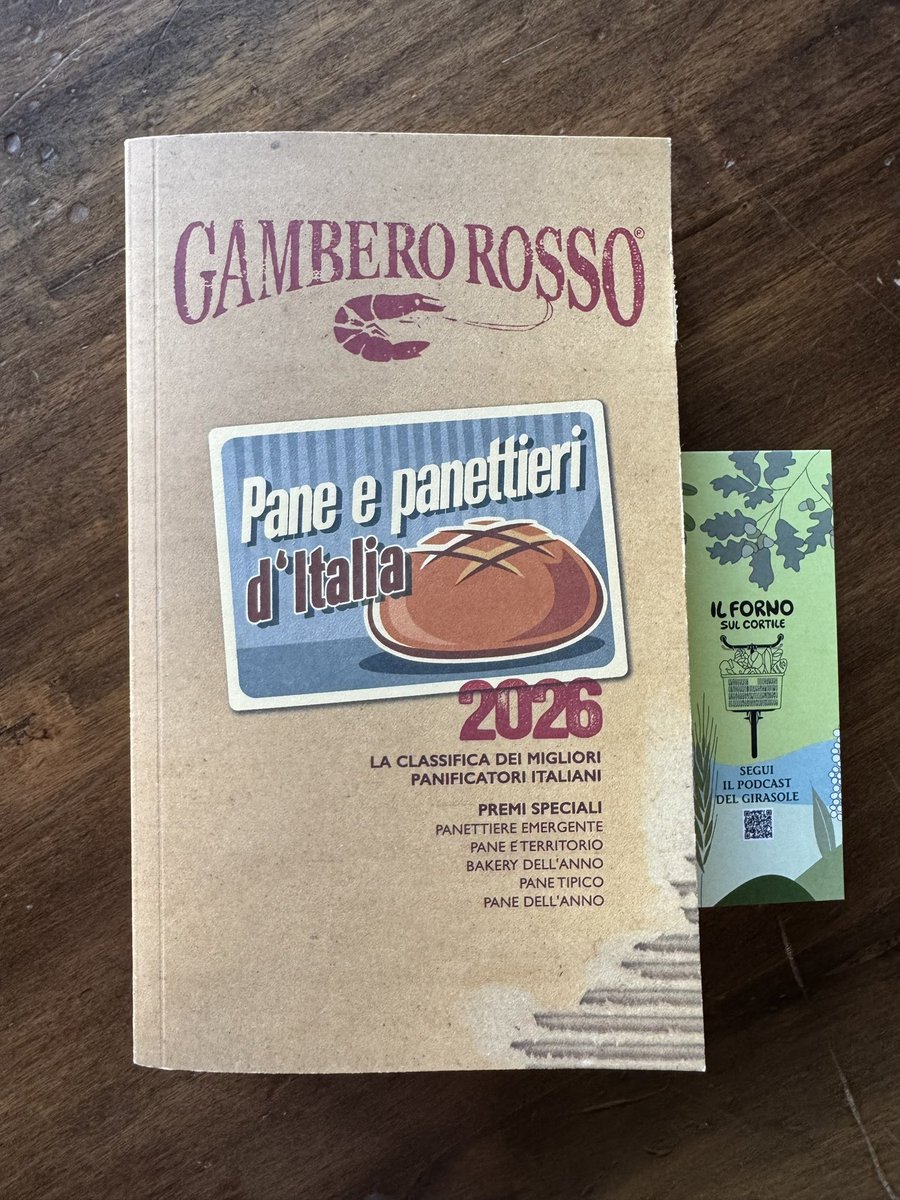 GAMBERO ROSSO®
Pane e panettieri
d'Italia
2026
LA CLASSIFICA DEI MIGLIORI
PANIFICATORI ITALIANI
PREMI SPECIALI
PANETTIERE EMERGENTE
PANE E TERRITORIO
BAKERY DELL'ANNO
PANE TIPICO
PANE DELL'ANNO
IL FORNO
SUL CORTILE
SEGUI
IL PODCAST
DEL GIRASOLE